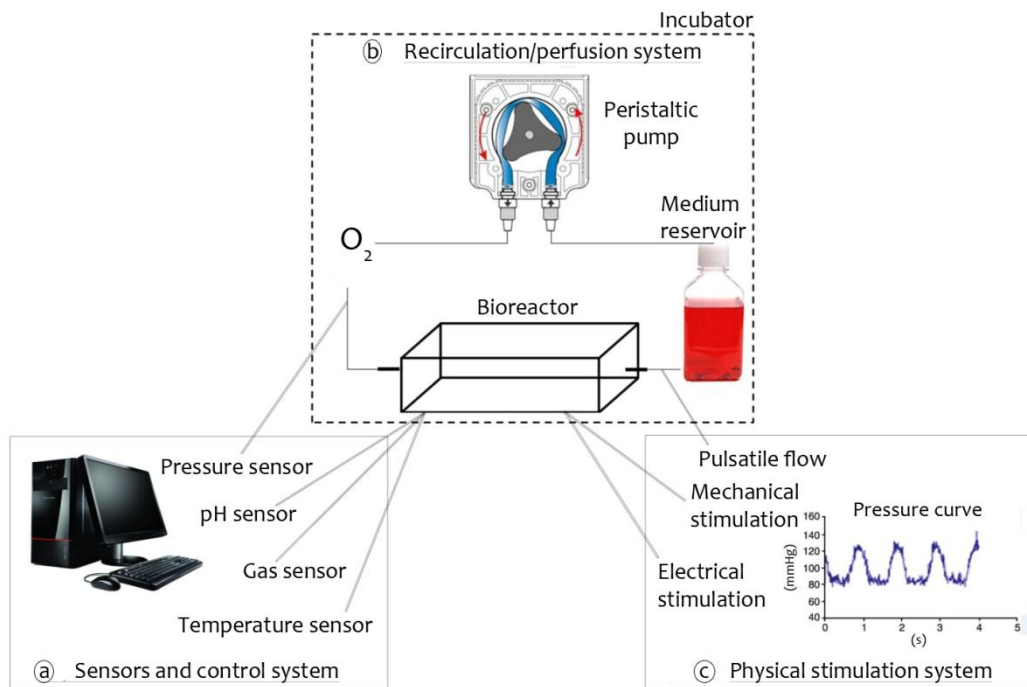 Incubator
ⓑ Recirculation/perfusion system
Peristaltic
pump
Medium
reservoir
O₂
Bioreactor
Pressure sensor
pH sensor
Gas sensor
Temperature sensor
ⓐ Sensors and control system
Pulsatile flow
Mechanical
stimulation
Electrical
stimulation
Pressure curve
160
140
120
100
80
60
40
(mmHg)
0 1 2 3 4 5
(s)
ⓒ Physical stimulation system